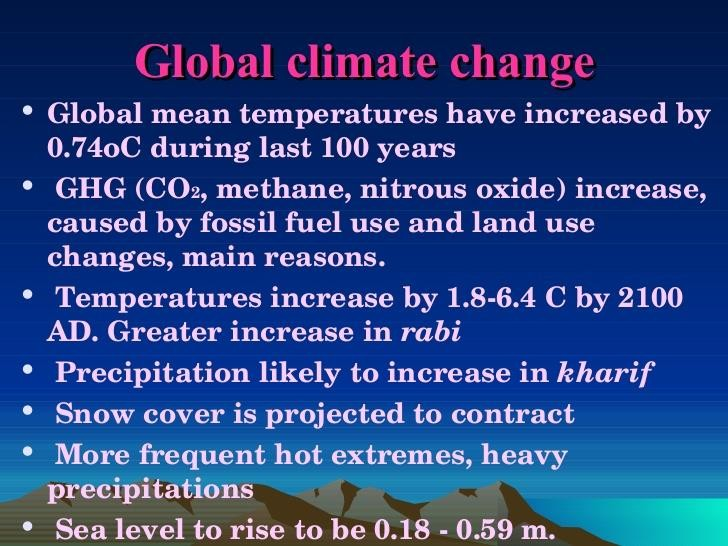 Global climate change
• Global mean temperatures have increased by
0.74oC during last 100 years
• GHG (CO₂, methane, nitrous oxide) increase,
caused by fossil fuel use and land use
changes, main reasons.
• Temperatures increase by 1.8-6.4 C by 2100
AD. Greater increase in rabi
• Precipitation likely to increase in kharif
• Snow cover is projected to contract
• More frequent hot extremes, heavy
precipitations
• Sea level to rise to be 0.18 - 0.59 m.